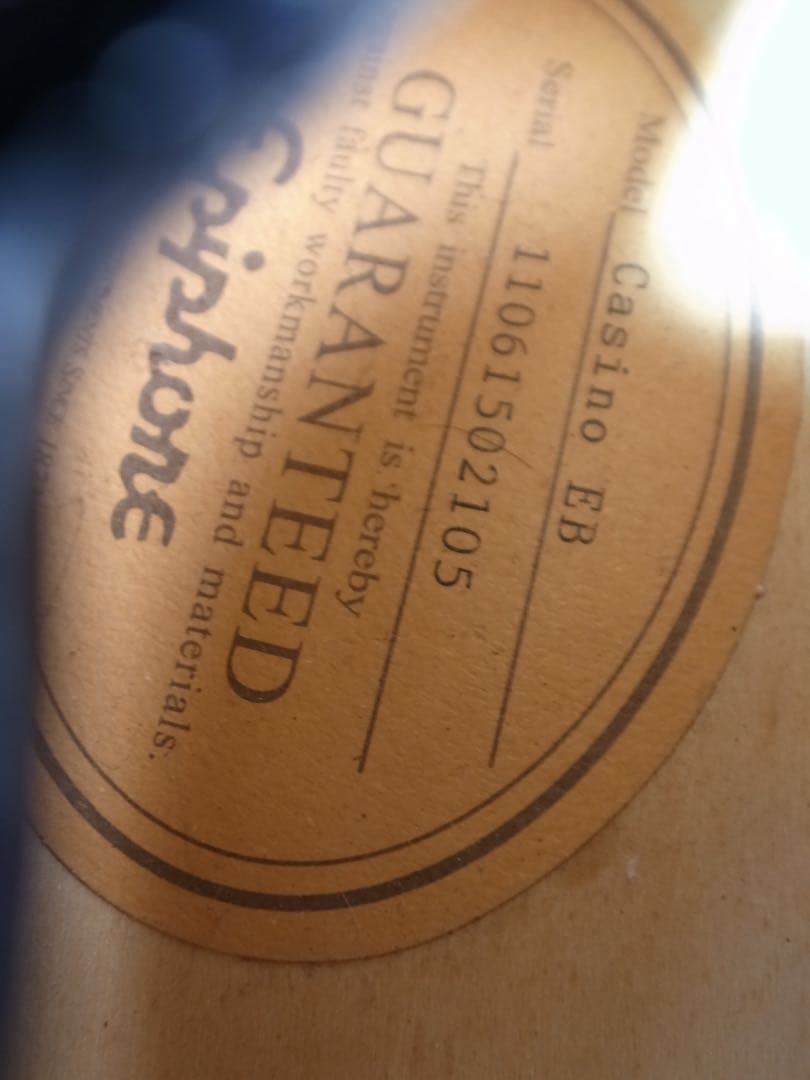 Model Casino EB
Serial 11061502105
This instrument is hereby
GUARANTEED
faulty workmanship and materials.
Epiphone